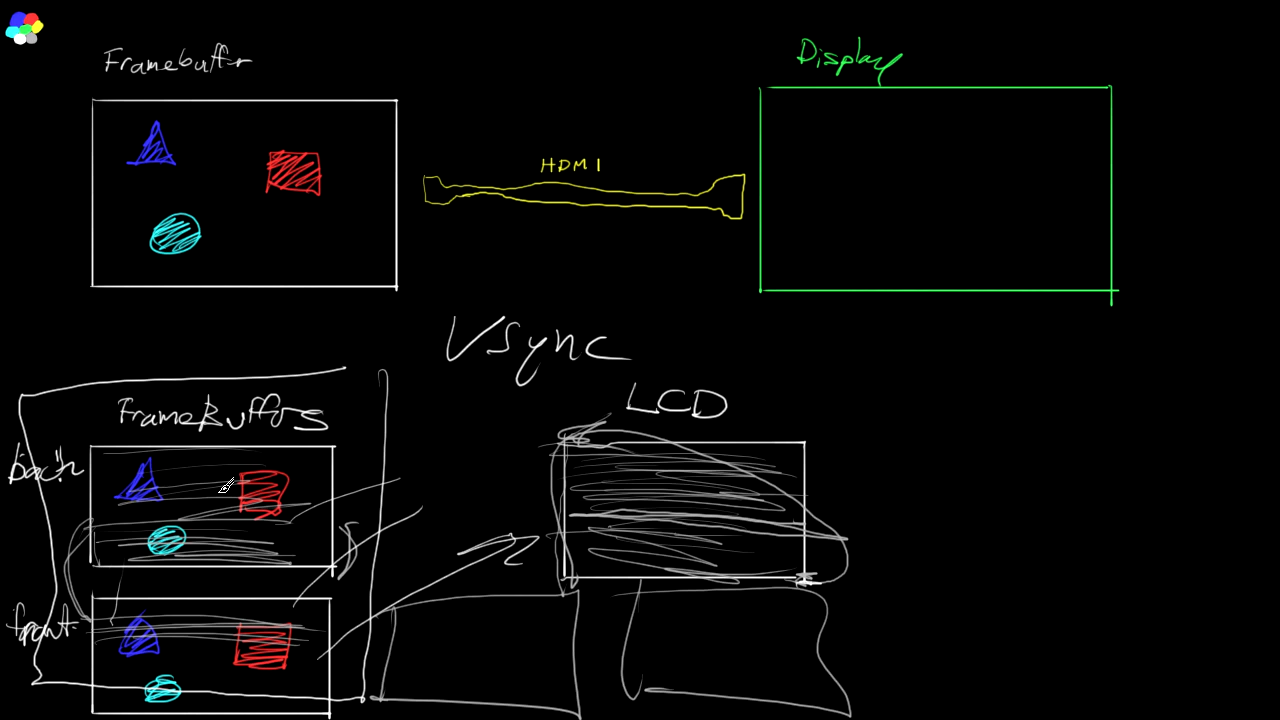 Framebuffer
Display
HDMI
Vsync
FrameBuffers
LCD
back
front